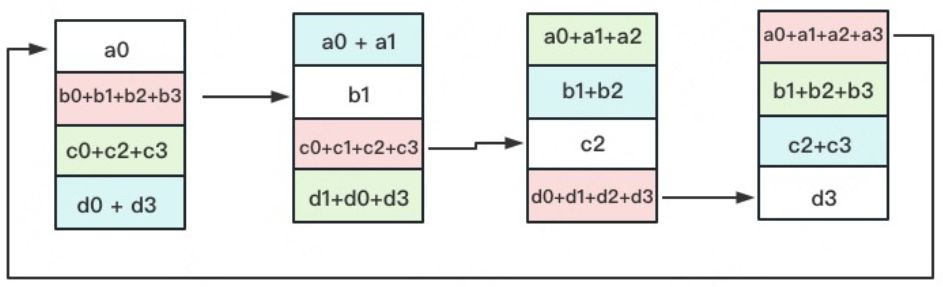 a0
b0+b1+b2+b3
c0+c2+c3
d0 + d3
a0 + a1
b1
c0+c1+c2+c3
d1+d0+d3
a0+a1+a2
b1+b2
c2
d0+d1+d2+d3
a0+a1+a2+a3
b1+b2+b3
c2+c3
d3